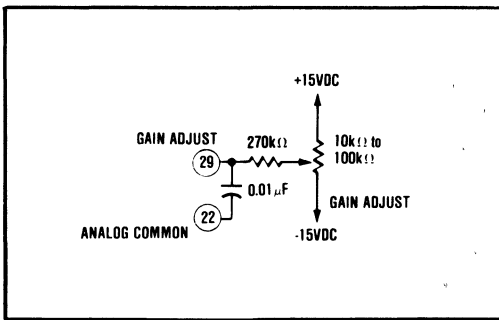 +15VDC
GAIN ADJUST
270kΩ
10kΩ to
100kΩ
29
0.01μF
GAIN ADJUST
22
ANALOG COMMON
-15VDC